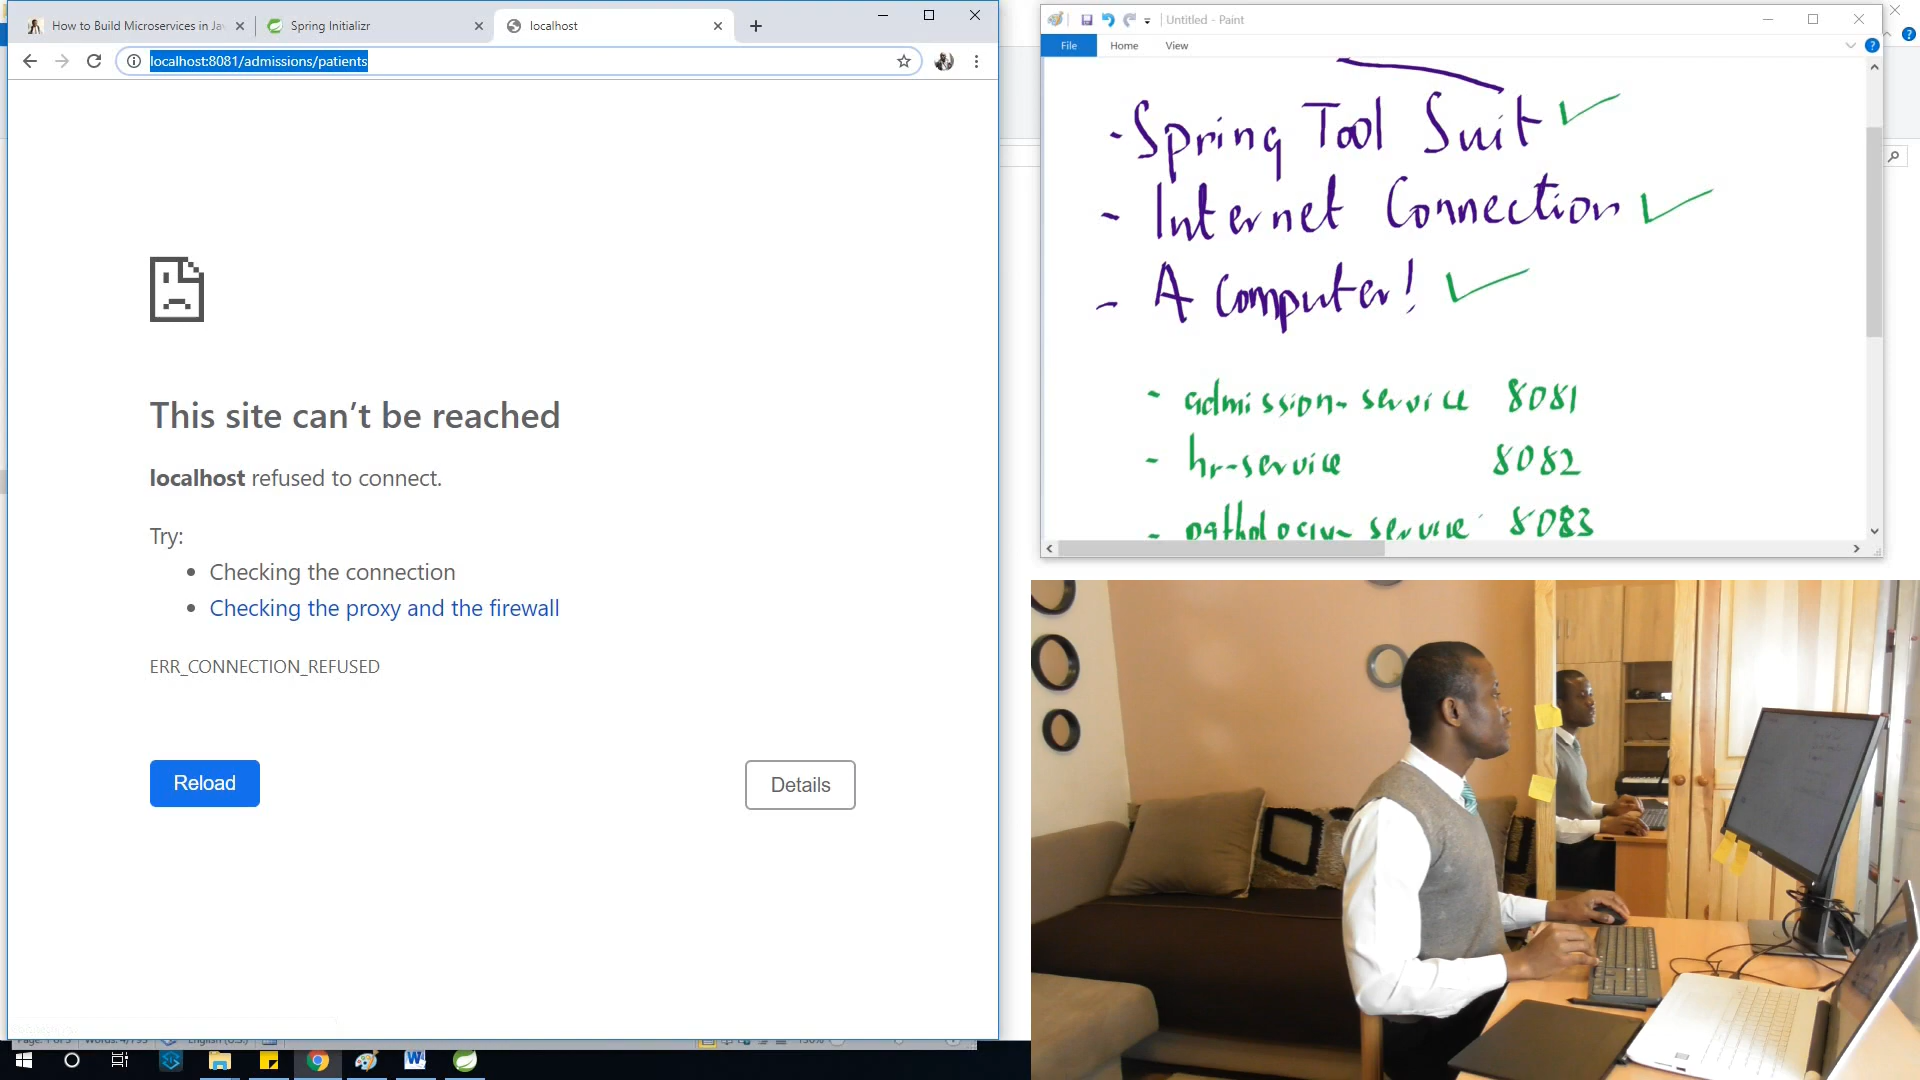 How to Build Microservices in Ja
Spring Initializr
localhost
localhost:8081/admissions/patients
This site can’t be reached
localhost refused to connect.
Try:
Checking the connection
Checking the proxy and the firewall
ERR_CONNECTION_REFUSED
Reload
Details
Untitled - Paint
File Home View
- Spring Tool Suit
- Internet Connection
- A Computer!
- admission-service 8081
- hr-service 8082
- pathology-service 8083